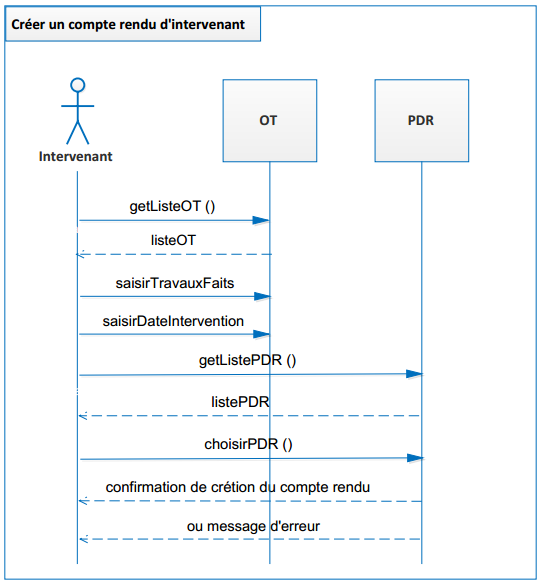 Créer un compte rendu d'intervenant
Intervenant
OT
PDR
getListeOT ()
listeOT
saisirTravauxFaits
saisirDateIntervention
getListePDR ()
listePDR
choisirPDR ()
confirmation de crétion du compte rendu
ou message d'erreur